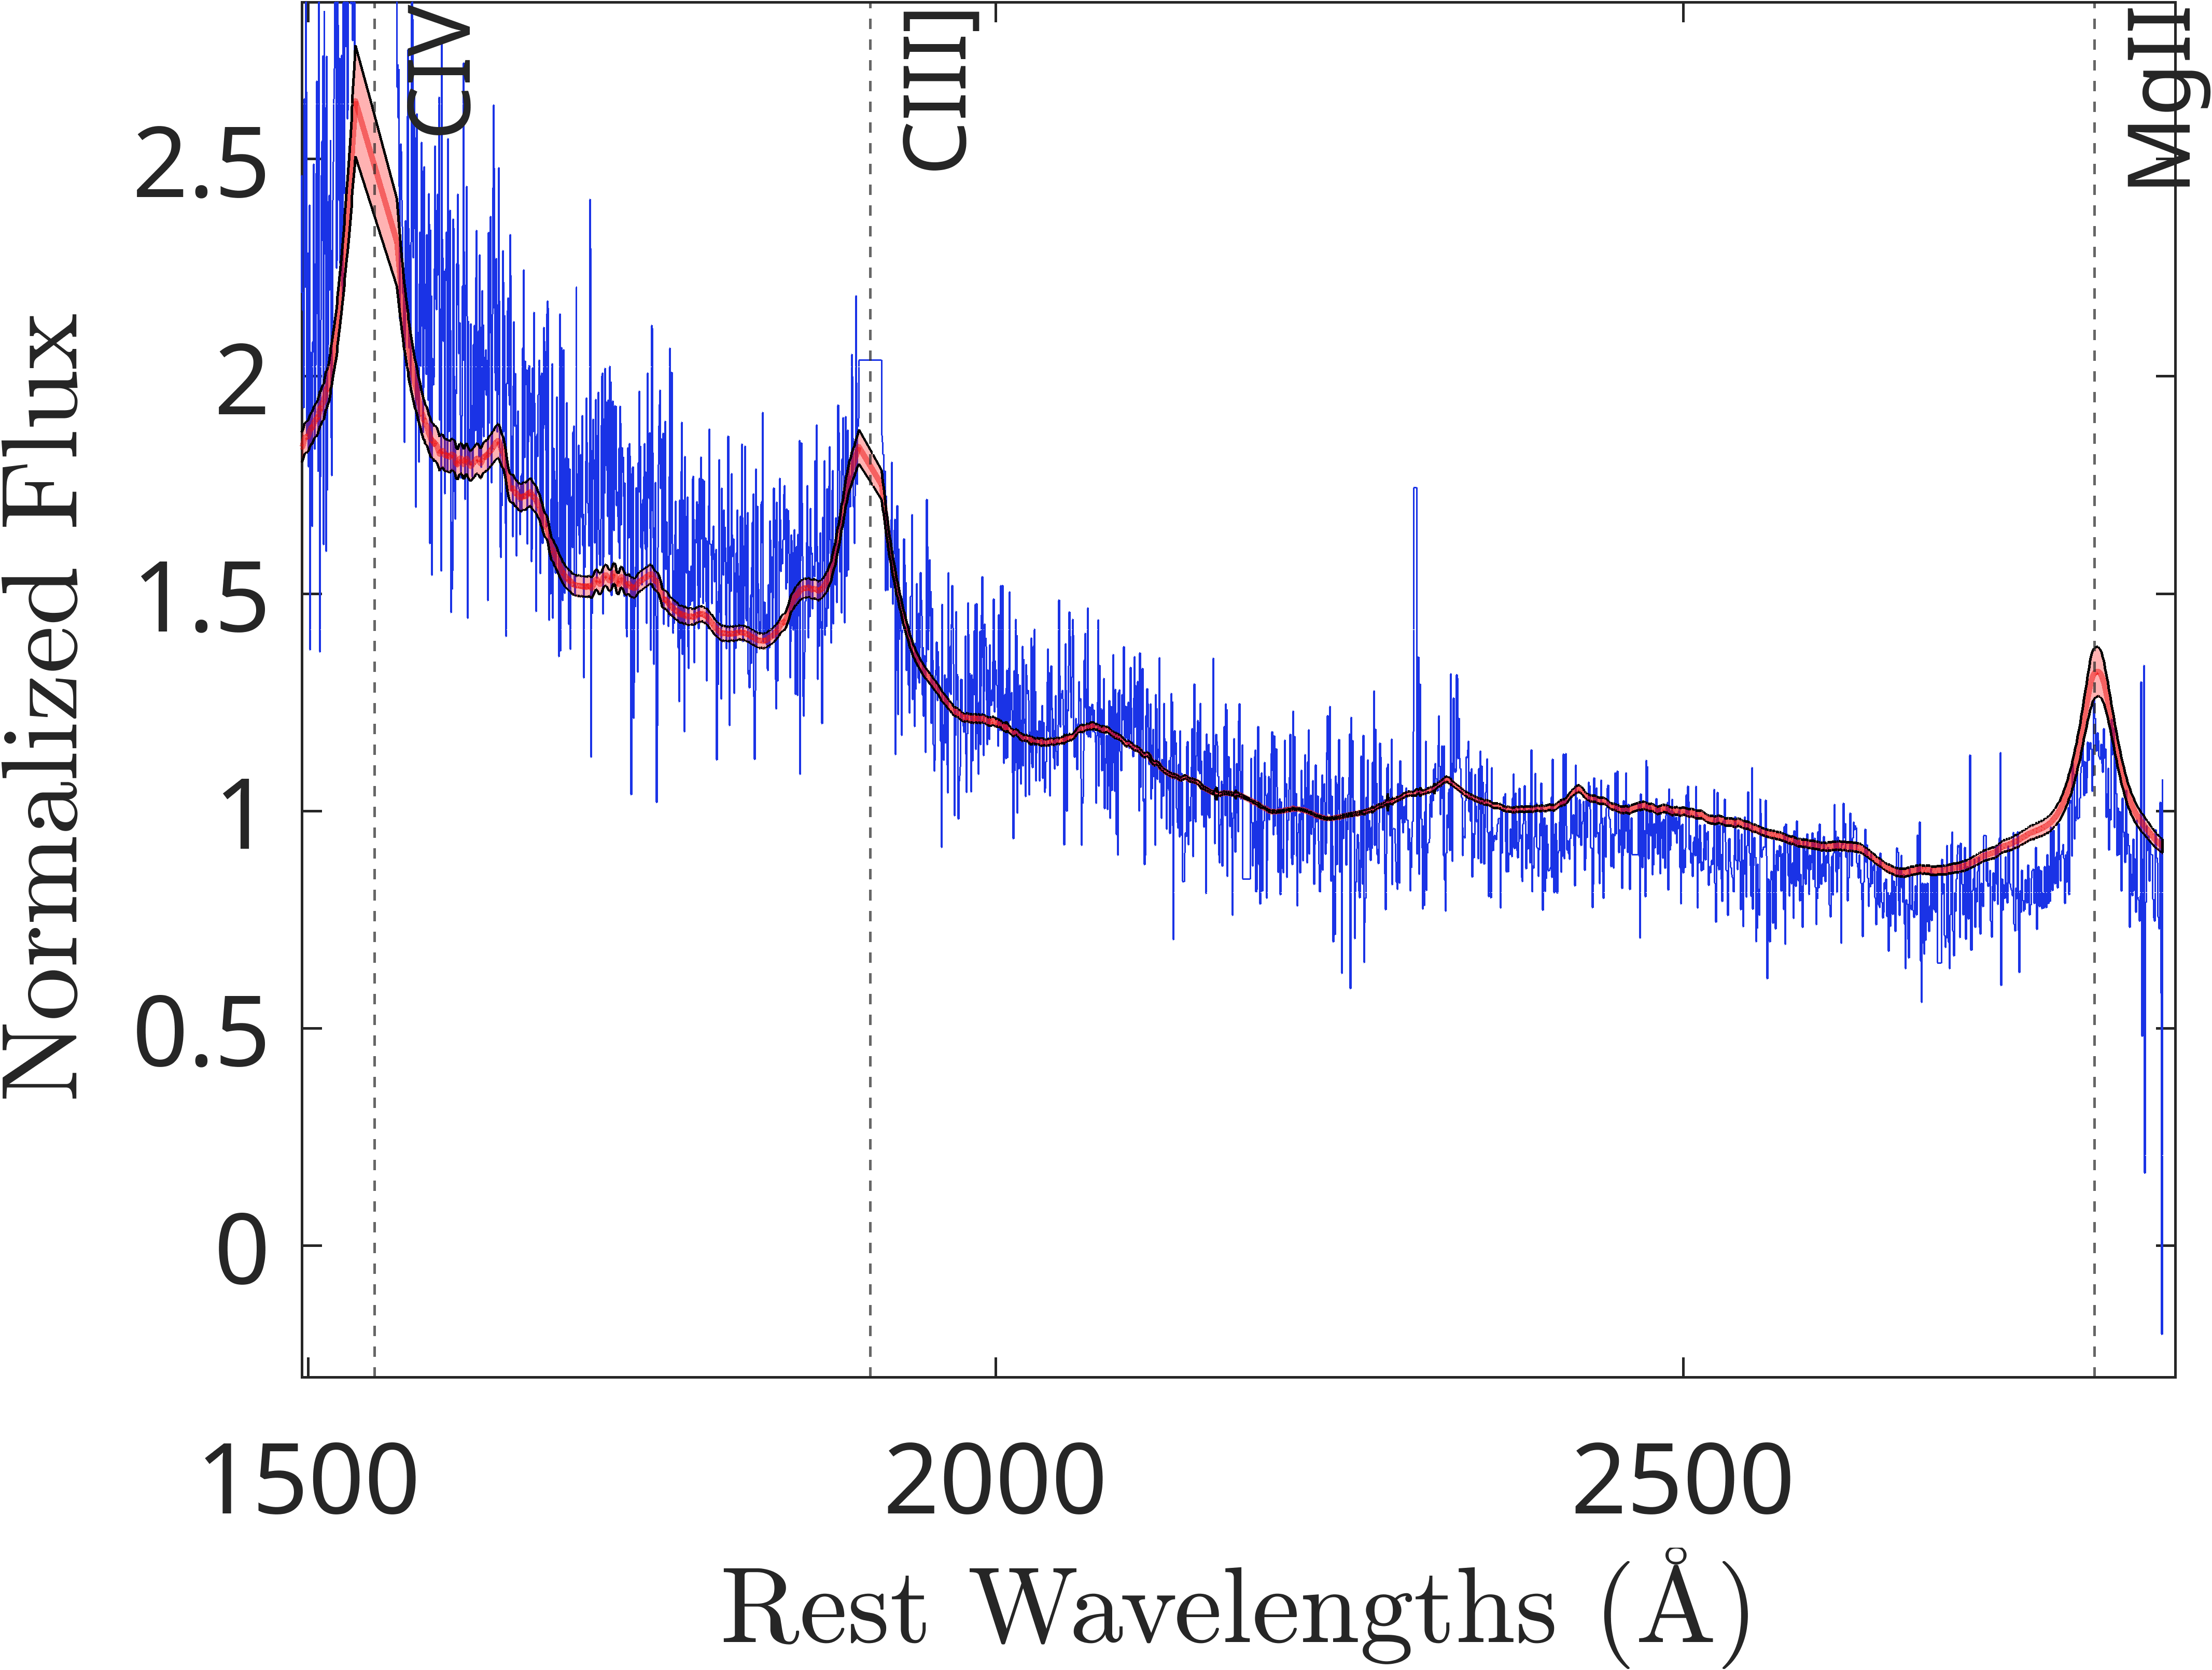 CIV
CIII]
MgII
Normalized Flux
2.5
2
1.5
1
0.5
0
1500
2000
2500
Rest Wavelengths (Å)